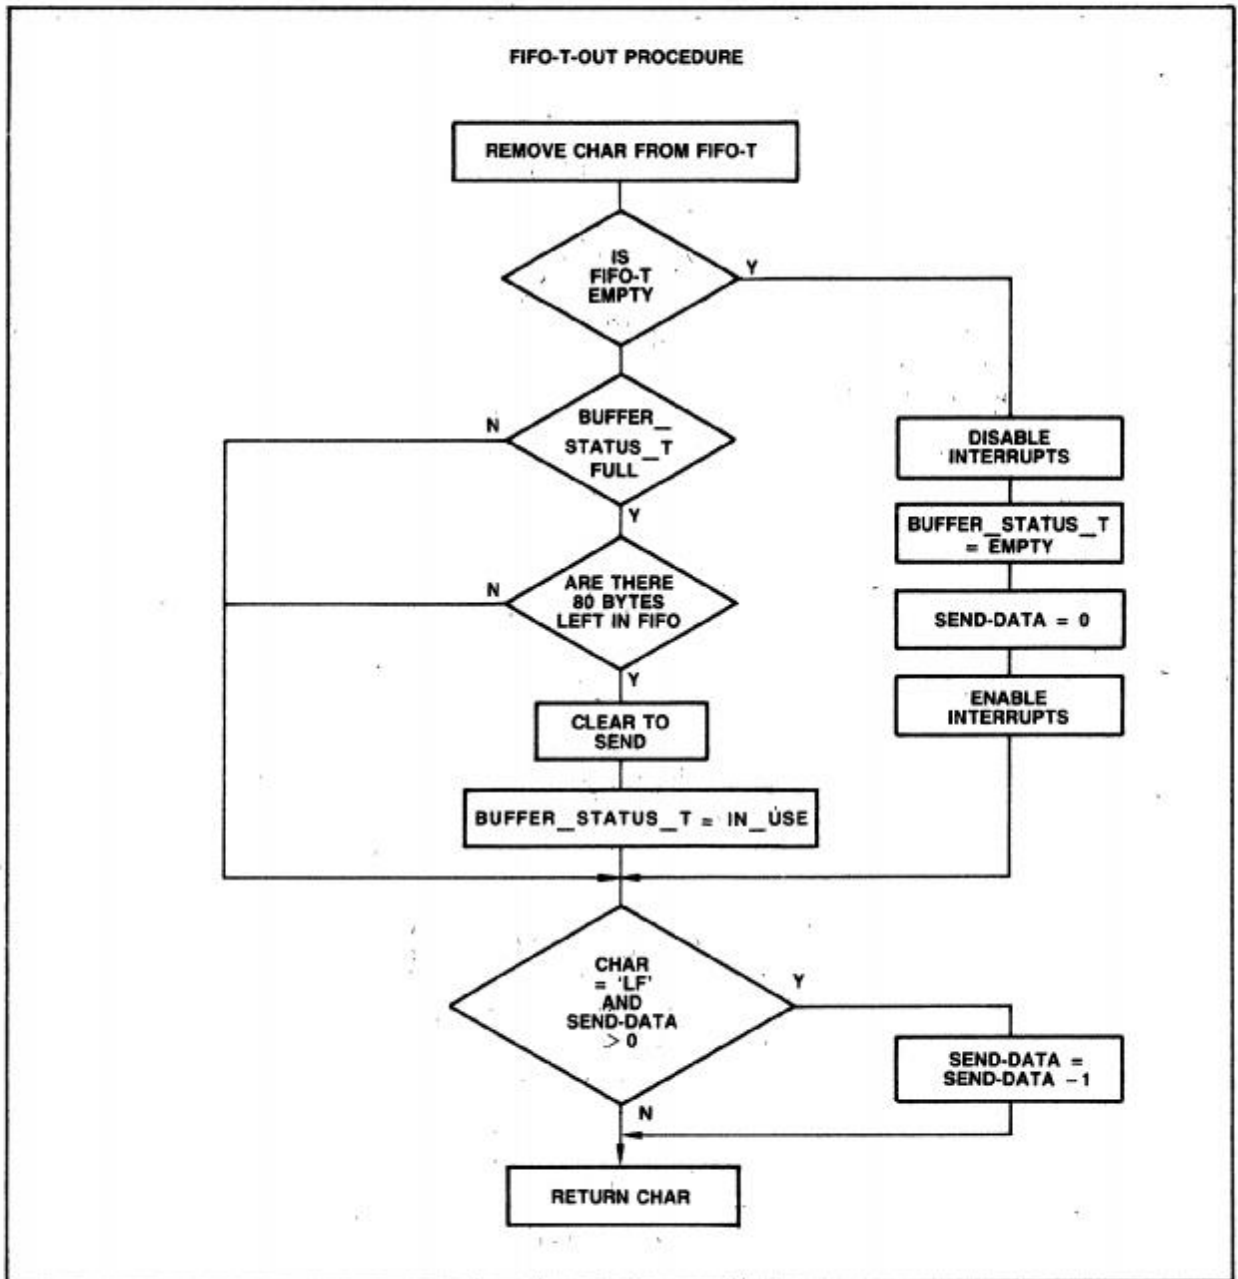 FIFO-T-OUT PROCEDURE
REMOVE CHAR FROM FIFO-T
IS
FIFO-T
EMPTY
Y
BUFFER_
STATUS_T
FULL
N
Y
DISABLE
INTERRUPTS
BUFFER_STATUS_T
= EMPTY
SEND-DATA = 0
ENABLE
INTERRUPTS
ARE THERE
80 BYTES
LEFT IN FIFO
N
Y
CLEAR TO
SEND
BUFFER_STATUS_T = IN_USE
CHAR
= 'LF'
AND
SEND-DATA
> 0
Y
SEND-DATA =
SEND-DATA -1
N
RETURN CHAR